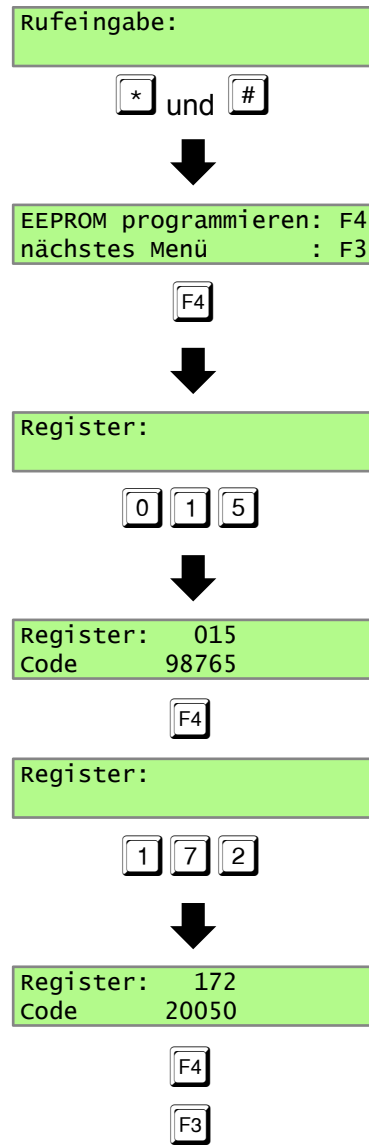 Rufeingabe:
* und #
EEPROM programmieren: F4
nächstes Menü : F3
F4
Register:
0 1 5
Register: 015
Code 98765
F4
Register:
1 7 2
Register: 172
Code 20050
F4
F3